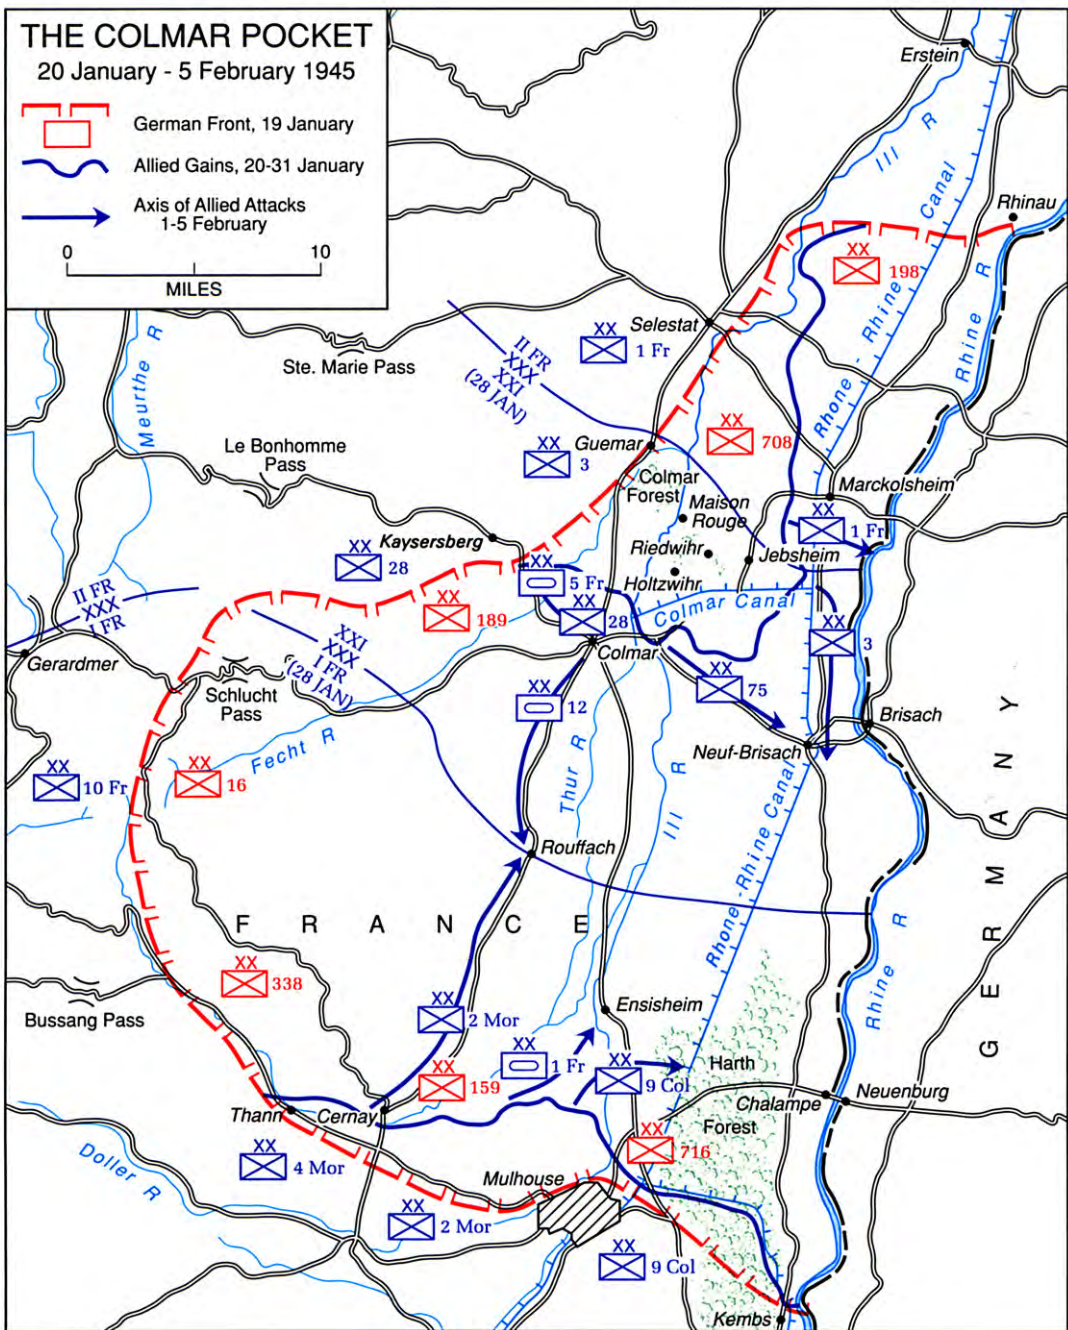 THE COLMAR POCKET
20 January - 5 February 1945
German Front, 19 January
Allied Gains, 20-31 January
Axis of Allied Attacks
1-5 February
0
10
MILES
Erstein
Ill R
Rhone - Rhine Canal
Rhinau
XX
198
Rhine R
Meurthe R
Selestat
XX
1 Fr
Ste. Marie Pass
II FR
XXX
XXI
(28 JAN)
XX
708
Guemar
XX
3
Le Bonhomme
Pass
Colmar
Forest
Maison
Rouge
Marckolsheim
XX
1 Fr
Kaysersberg
Riedwihr
Jebsheim
XX
28
Holtzwihr
XX
5 Fr
II FR
XXX
I FR
XX
189
XX
28
Colmar Canal
XX
3
Gerardmer
XXI
XXX
I FR
(28 JAN)
Colmar
XX
75
Schlucht
Pass
XX
12
Brisach
Neuf-Brisach
Fecht R
Thur R
Ill R
XX
10 Fr
XX
16
Rhone-Rhine Canal
GERMANY
Rouffach
FRANCE
Rhine R
XX
338
Bussang Pass
XX
2 Mor
Ensisheim
XX
1 Fr
XX
9 Col
Harth
Forest
XX
159
Chalampe
Neuenburg
Thann
Cernay
XX
716
XX
4 Mor
Doller R
Mulhouse
XX
2 Mor
XX
9 Col
Kembs